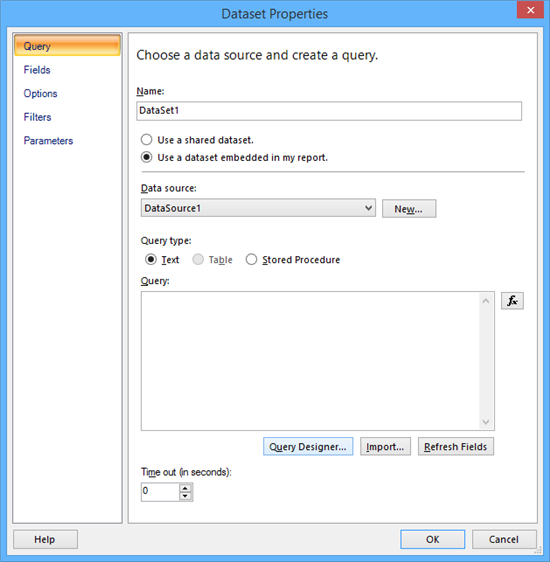 Dataset Properties
Query
Fields
Options
Filters
Parameters
Choose a data source and create a query.
Name:
DataSet1
Use a shared dataset.
Use a dataset embedded in my report.
Data source:
DataSource1
New...
Query type:
Text Table Stored Procedure
Query:
fx
Query Designer... Import... Refresh Fields
Time out (in seconds):
0
Help OK Cancel